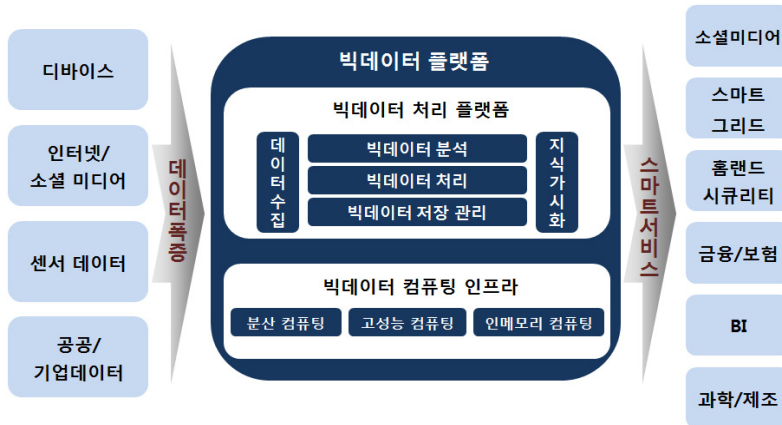 디바이스
인터넷/
소셜 미디어
센서 데이터
공공/
기업데이터
데이터폭증
빅데이터 플랫폼
빅데이터 처리 플랫폼
데이터수집
빅데이터 분석
빅데이터 처리
빅데이터 저장 관리
지식가시화
빅데이터 컴퓨팅 인프라
분산 컴퓨팅
고성능 컴퓨팅
인메모리 컴퓨팅
스마트서비스
소셜미디어
스마트
그리드
홈랜드
시큐리티
금융/보험
BI
과학/제조